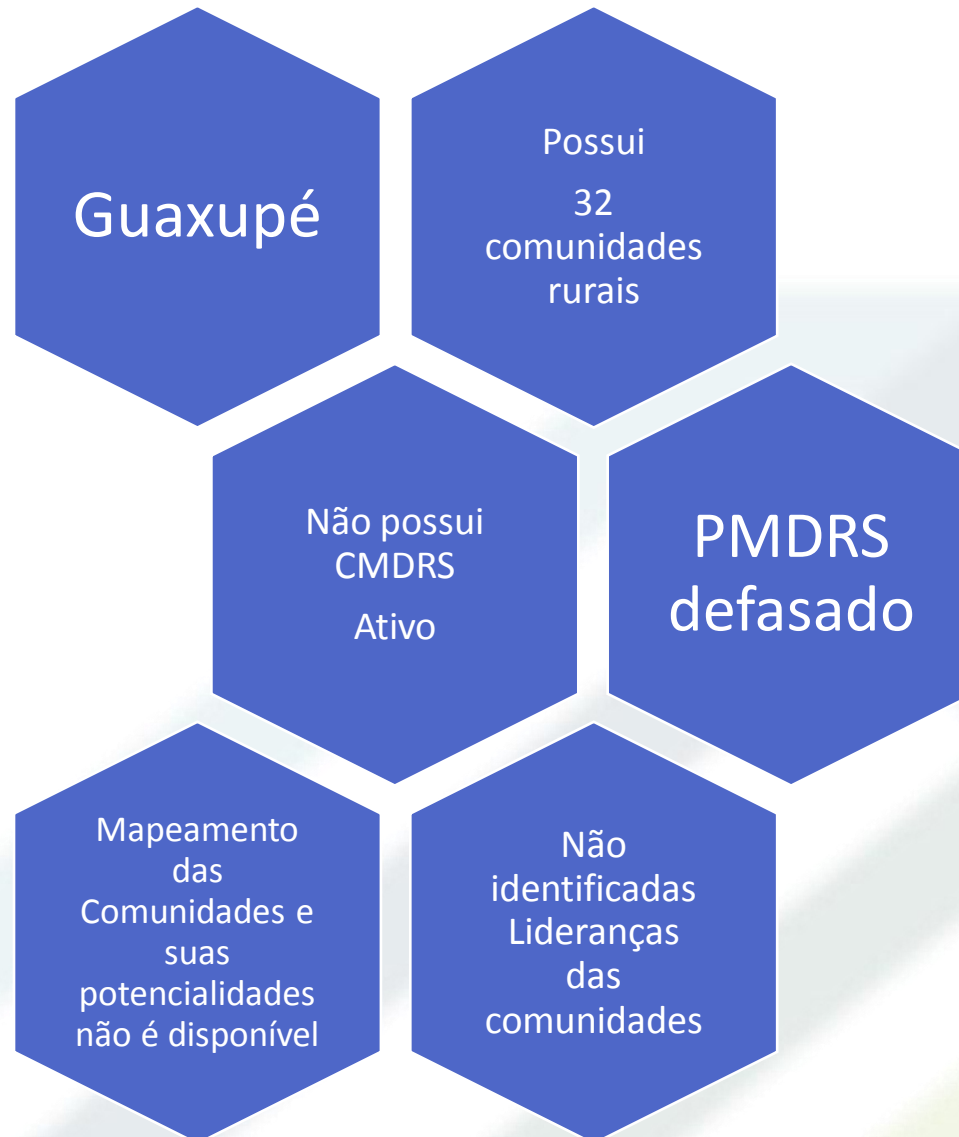 Guaxupé
Possui
32
comunidades
rurais
Não possui
CMDRS
Ativo
PMDRS
defasado
Mapeamento
das
Comunidades e
suas
potencialidades
não é disponível
Não
identificadas
Lideranças
das
comunidades